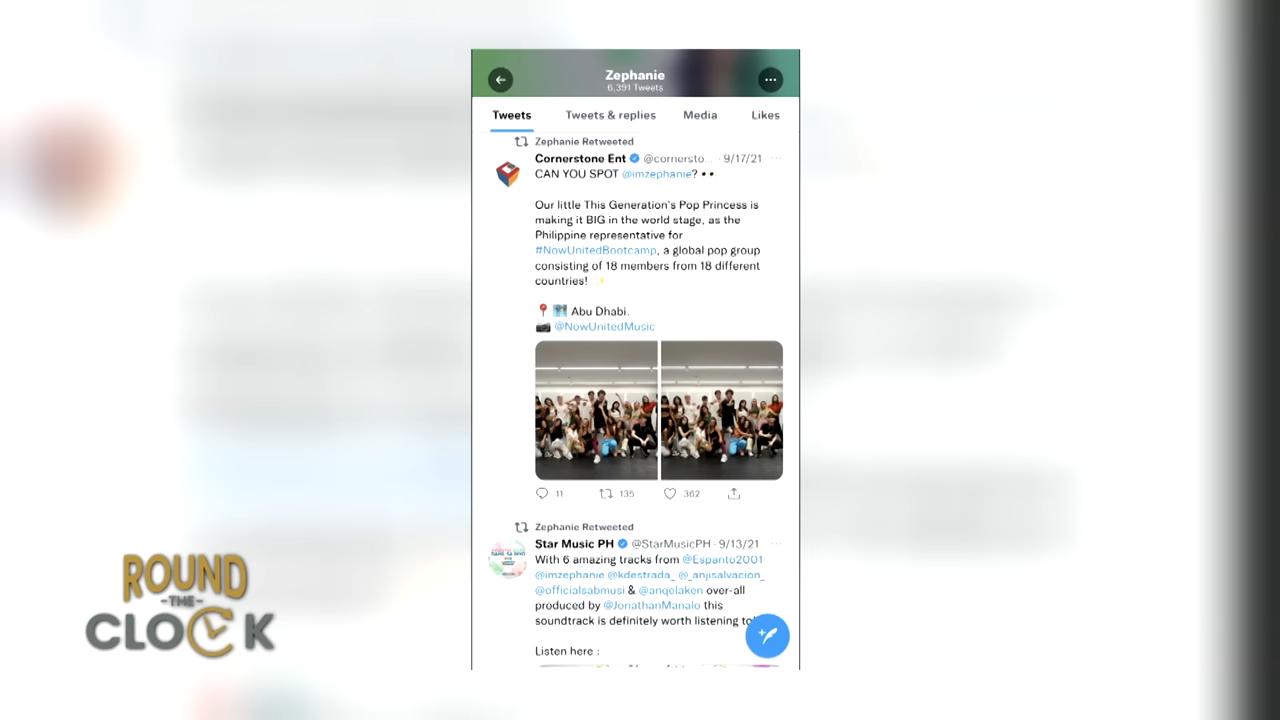 Zephanie
6,391 Tweets
Tweets
Tweets & replies
Media
Likes
Zephanie Retweeted
Cornerstone Ent @cornersto... · 9/17/21
CAN YOU SPOT @imzephanie? 👀
Our little This Generation's Pop Princess is
making it BIG in the world stage, as the
Philippine representative for
#NowUnitedBootcamp, a global pop group
consisting of 18 members from 18 different
countries! ✨
📍 🏙️ Abu Dhabi.
📷 @NowUnitedMusic
11
135
362
Zephanie Retweeted
Star Music PH @StarMusicPH · 9/13/21
With 6 amazing tracks from @Espanto2001
@imzephanie @kdestrada_ @_anjisalvacion_
@officialsabmusi & @angelaken over-all
produced by @JonathanManalo this
soundtrack is definitely worth listening to
Listen here :
ROUND
-THE-
CLOCK